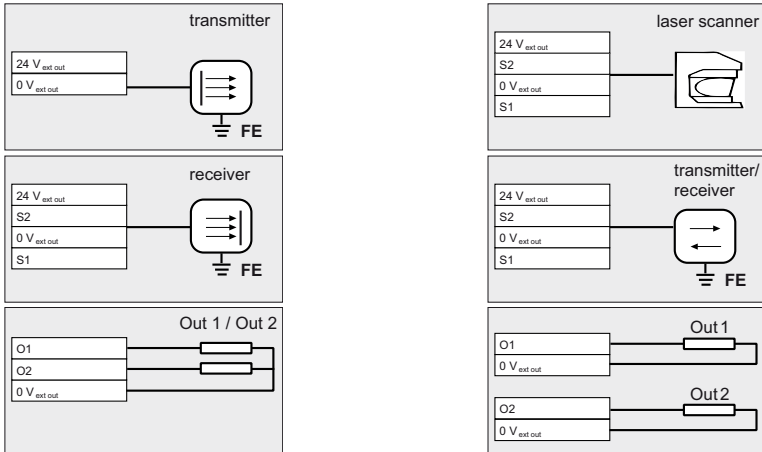 transmitter
24 V ext out
0 V ext out
FE
laser scanner
24 V ext out
S2
0 V ext out
S1
receiver
24 V ext out
S2
0 V ext out
S1
FE
transmitter/
receiver
24 V ext out
S2
0 V ext out
S1
FE
Out 1 / Out 2
O1
O2
0 V ext out
Out 1
O1
0 V ext out
Out 2
O2
0 V ext out